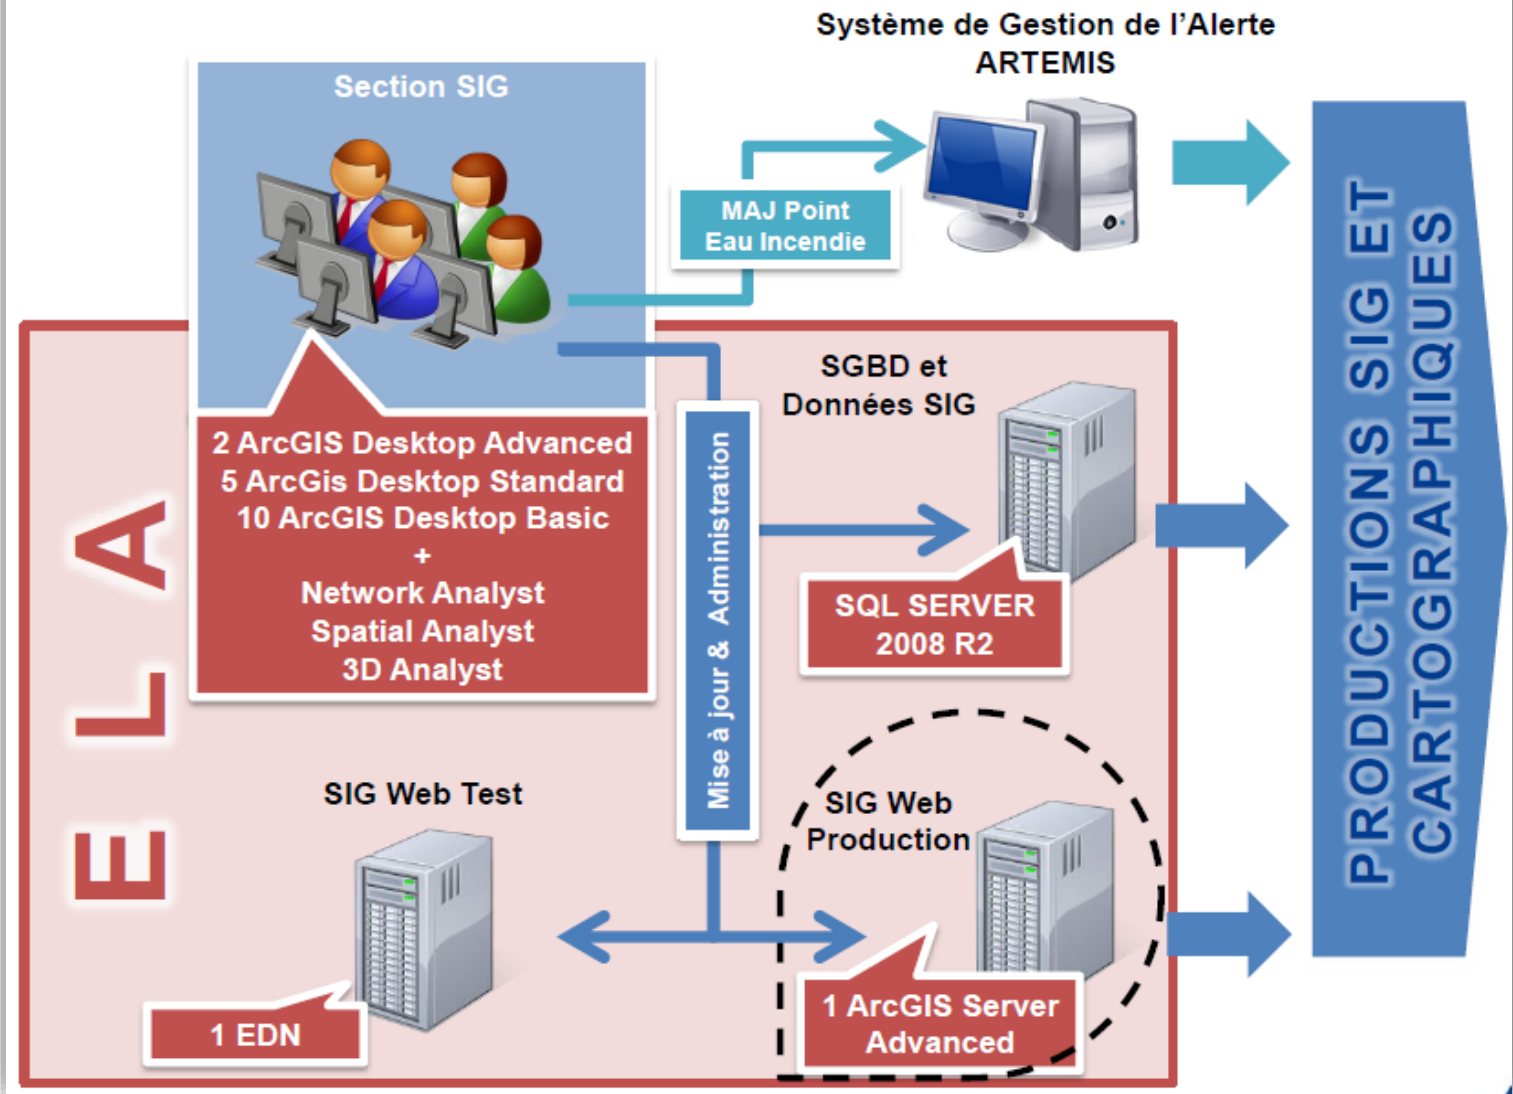 Système de Gestion de l'Alerte
ARTEMIS
Section SIG
MAJ Point
Eau Incendie
SGBD et
Données SIG
2 ArcGIS Desktop Advanced
5 ArcGis Desktop Standard
10 ArcGIS Desktop Basic
+
Network Analyst
Spatial Analyst
3D Analyst
Mise à jour & Administration
SQL SERVER
2008 R2
ELA
SIG Web Test
1 EDN
SIG Web
Production
1 ArcGIS Server
Advanced
PRODUCTIONS SIG ET
CARTOGRAPHIQUES